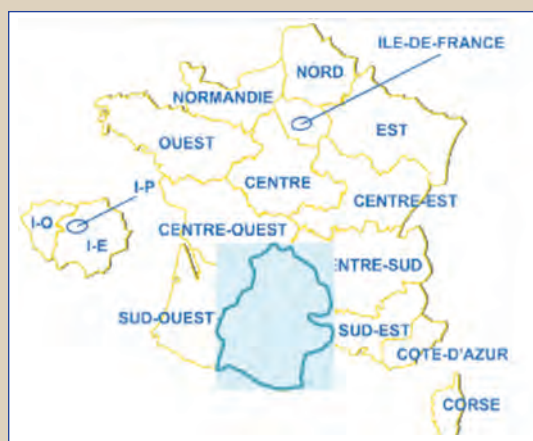 ILE-DE-FRANCE
NORD
NORMANDIE
EST
OUEST
I-P
CENTRE
CENTRE-EST
I-O
CENTRE-OUEST
I-E
ENTRE-SUD
SUD-OUEST
SUD-EST
COTE-D'AZUR
CORSE